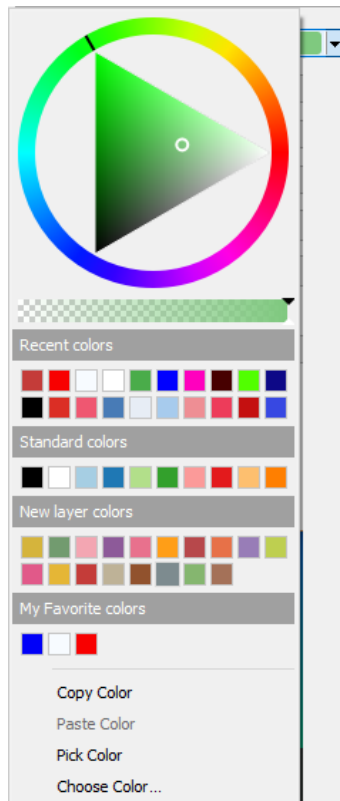 Recent colors
Standard colors
New layer colors
My Favorite colors
Copy Color
Paste Color
Pick Color
Choose Color...